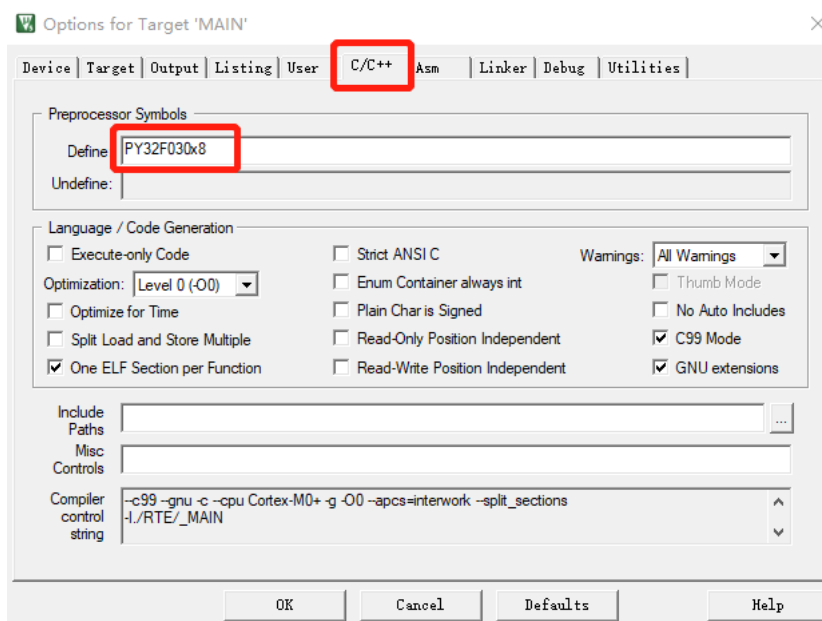 Options for Target 'MAIN'
Device Target Output Listing User C/C++ Asm Linker Debug Utilities
Preprocessor Symbols
Define PY32F030x8
Undefine:
Language / Code Generation
Execute-only Code Strict ANSI C Warnings: All Warnings
Optimization: Level 0 (-O0) Enum Container always int Thumb Mode
Optimize for Time Plain Char is Signed No Auto Includes
Split Load and Store Multiple Read-Only Position Independent C99 Mode
One ELF Section per Function Read-Write Position Independent GNU extensions
Include
Paths ...
Misc
Controls
Compiler
control
string
--c99 --gnu -c --cpu Cortex-M0+ -g -O0 --apcs=interwork --split_sections
-I./RTE/_MAIN
OK Cancel Defaults Help